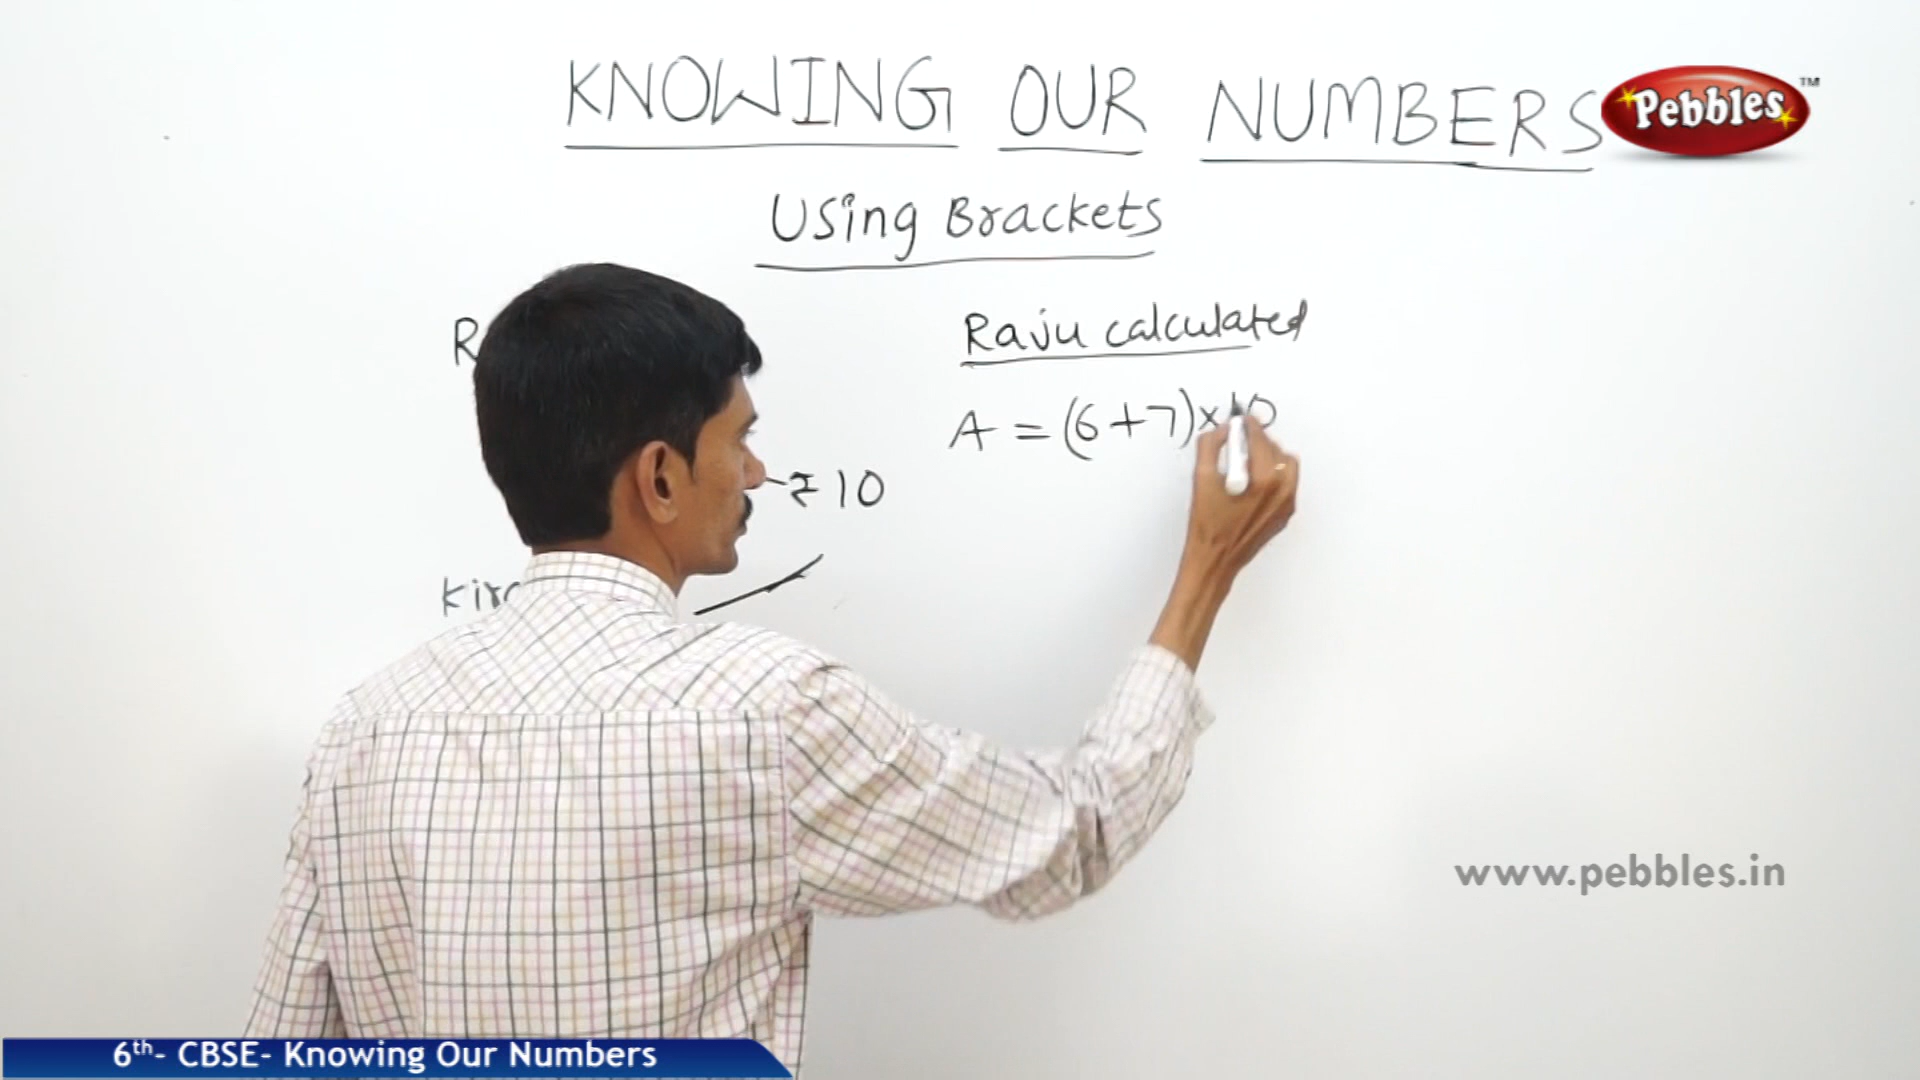 KNOWING OUR NUMBERS
Pebbles™
Using Brackets
Raju calculated
A = (6+7)×10
₹10
www.pebbles.in
6th- CBSE- Knowing Our Numbers